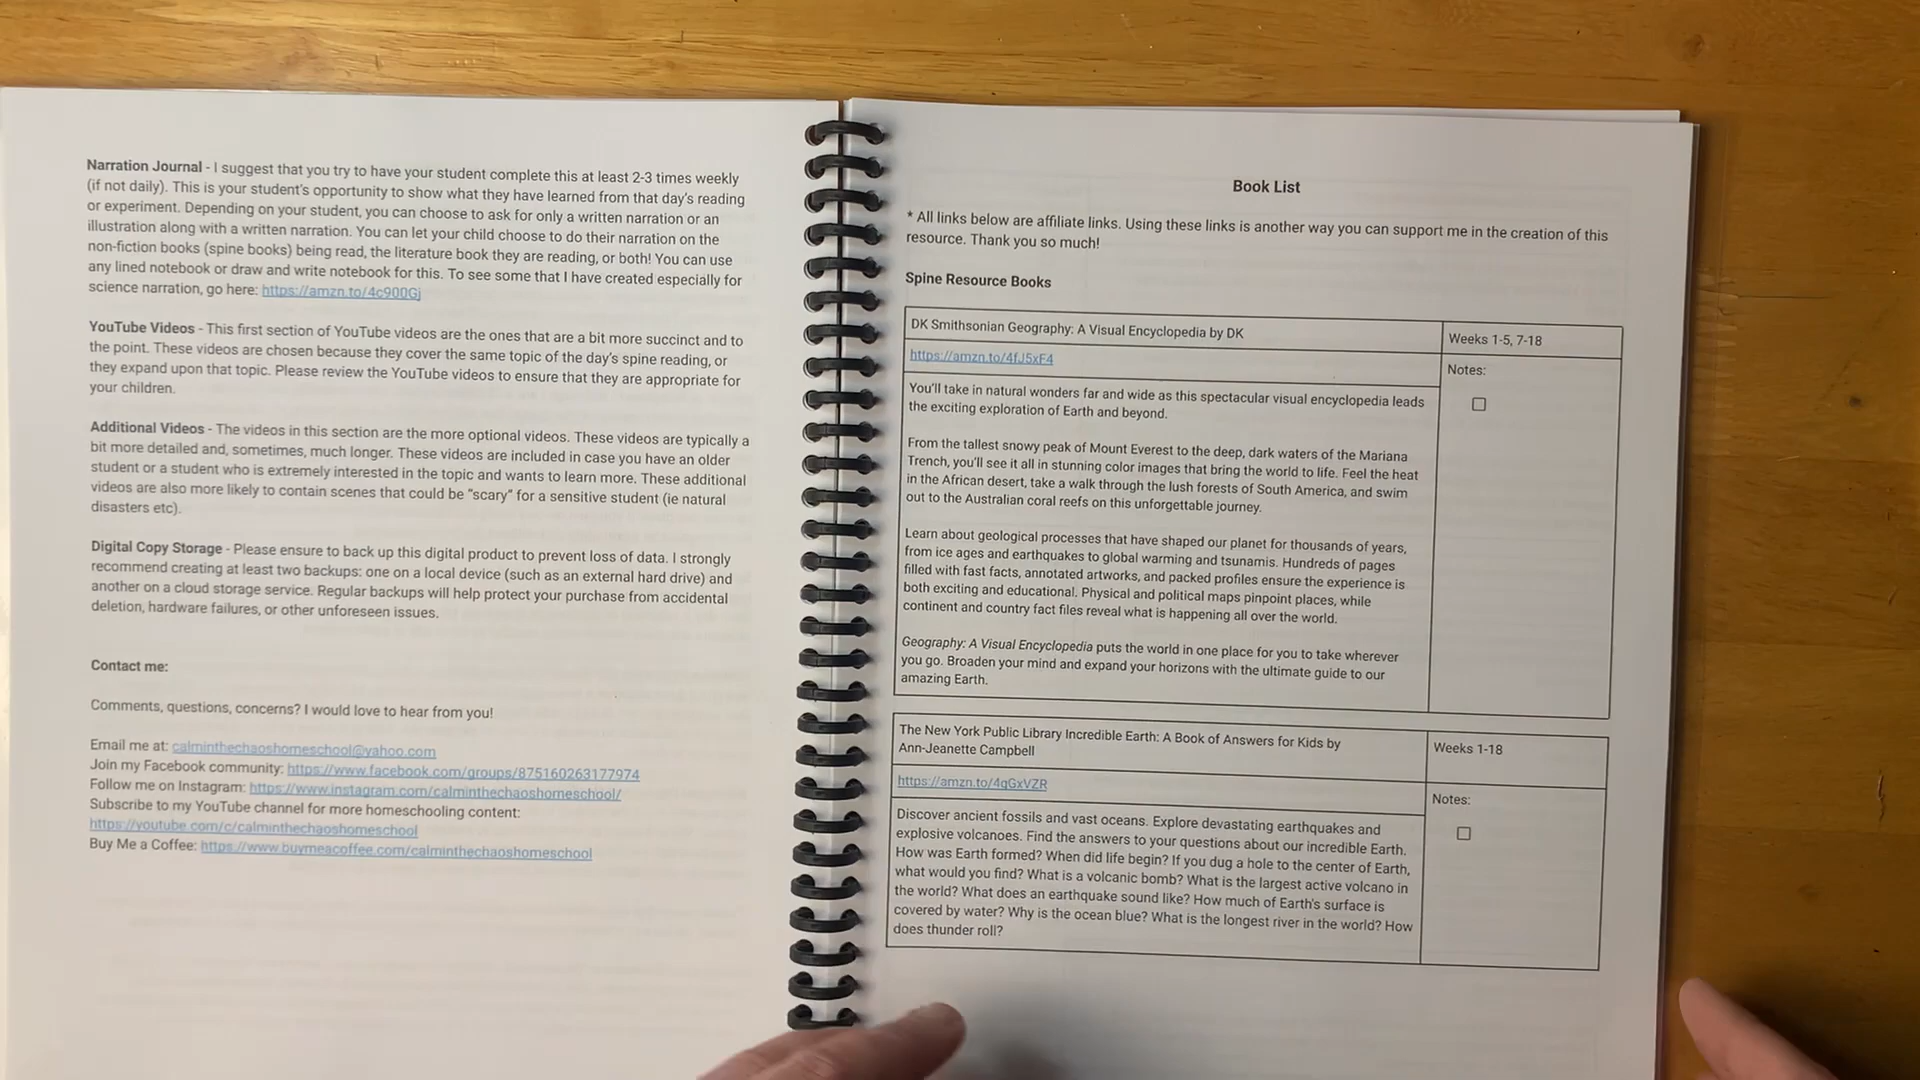 Narration Journal - I suggest that you try to have your student complete this at least 2-3 times weekly
(if not daily). This is your student's opportunity to show what they have learned from that day's reading
or experiment. Depending on your student, you can choose to ask for only a written narration or an
illustration along with a written narration. You can let your child choose to do their narration on the
non-fiction books (spine books) being read, the literature book they are reading, or both! You can use
any lined notebook or draw and write notebook for this. To see some that I have created especially for
science narration, go here: https://amzn.to/4c900Gj
YouTube Videos - This first section of YouTube videos are the ones that are a bit more succinct and to
the point. These videos are chosen because they cover the same topic of the day's spine reading, or
they expand upon that topic. Please review the YouTube videos to ensure that they are appropriate for
your children.
Additional Videos - The videos in this section are the more optional videos. These videos are typically a
bit more detailed and, sometimes, much longer. These videos are included in case you have an older
student or a student who is extremely interested in the topic and wants to learn more. These additional
videos are also more likely to contain scenes that could be "scary" for a sensitive student (ie natural
disasters etc).
Digital Copy Storage - Please ensure to back up this digital product to prevent loss of data. I strongly
recommend creating at least two backups: one on a local device (such as an external hard drive) and
another on a cloud storage service. Regular backups will help protect your purchase from accidental
deletion, hardware failures, or other unforeseen issues.
Contact me:
Comments, questions, concerns? I would love to hear from you!
Email me at: calminthechaoshomeschool@yahoo.com
Join my Facebook community: https://www.facebook.com/groups/875160263177974
Follow me on Instagram: https://www.instagram.com/calminthechaoshomeschool/
Subscribe to my YouTube channel for more homeschooling content:
https://youtube.com/c/calminthechaoshomeschool
Buy Me a Coffee: https://www.buymeacoffee.com/calminthechaoshomeschool
Book List
* All links below are affiliate links. Using these links is another way you can support me in the creation of this
resource. Thank you so much!
Spine Resource Books
DK Smithsonian Geography: A Visual Encyclopedia by DK
Weeks 1-5, 7-18
https://amzn.to/4fJ5xF4
Notes:
You'll take in natural wonders far and wide as this spectacular visual encyclopedia leads
the exciting exploration of Earth and beyond.
From the tallest snowy peak of Mount Everest to the deep, dark waters of the Mariana
Trench, you'll see it all in stunning color images that bring the world to life. Feel the heat
in the African desert, take a walk through the lush forests of South America, and swim
out to the Australian coral reefs on this unforgettable journey.
Learn about geological processes that have shaped our planet for thousands of years,
from ice ages and earthquakes to global warming and tsunamis. Hundreds of pages
filled with fast facts, annotated artworks, and packed profiles ensure the experience is
both exciting and educational. Physical and political maps pinpoint places, while
continent and country fact files reveal what is happening all over the world.
Geography: A Visual Encyclopedia puts the world in one place for you to take wherever
you go. Broaden your mind and expand your horizons with the ultimate guide to our
amazing Earth.
The New York Public Library Incredible Earth: A Book of Answers for Kids by
Ann-Jeanette Campbell
Weeks 1-18
https://amzn.to/4gGxVZR
Notes:
Discover ancient fossils and vast oceans. Explore devastating earthquakes and
explosive volcanoes. Find the answers to your questions about our incredible Earth.
How was Earth formed? When did life begin? If you dug a hole to the center of Earth,
what would you find? What is a volcanic bomb? What is the largest active volcano in
the world? What does an earthquake sound like? How much of Earth's surface is
covered by water? Why is the ocean blue? What is the longest river in the world? How
does thunder roll?